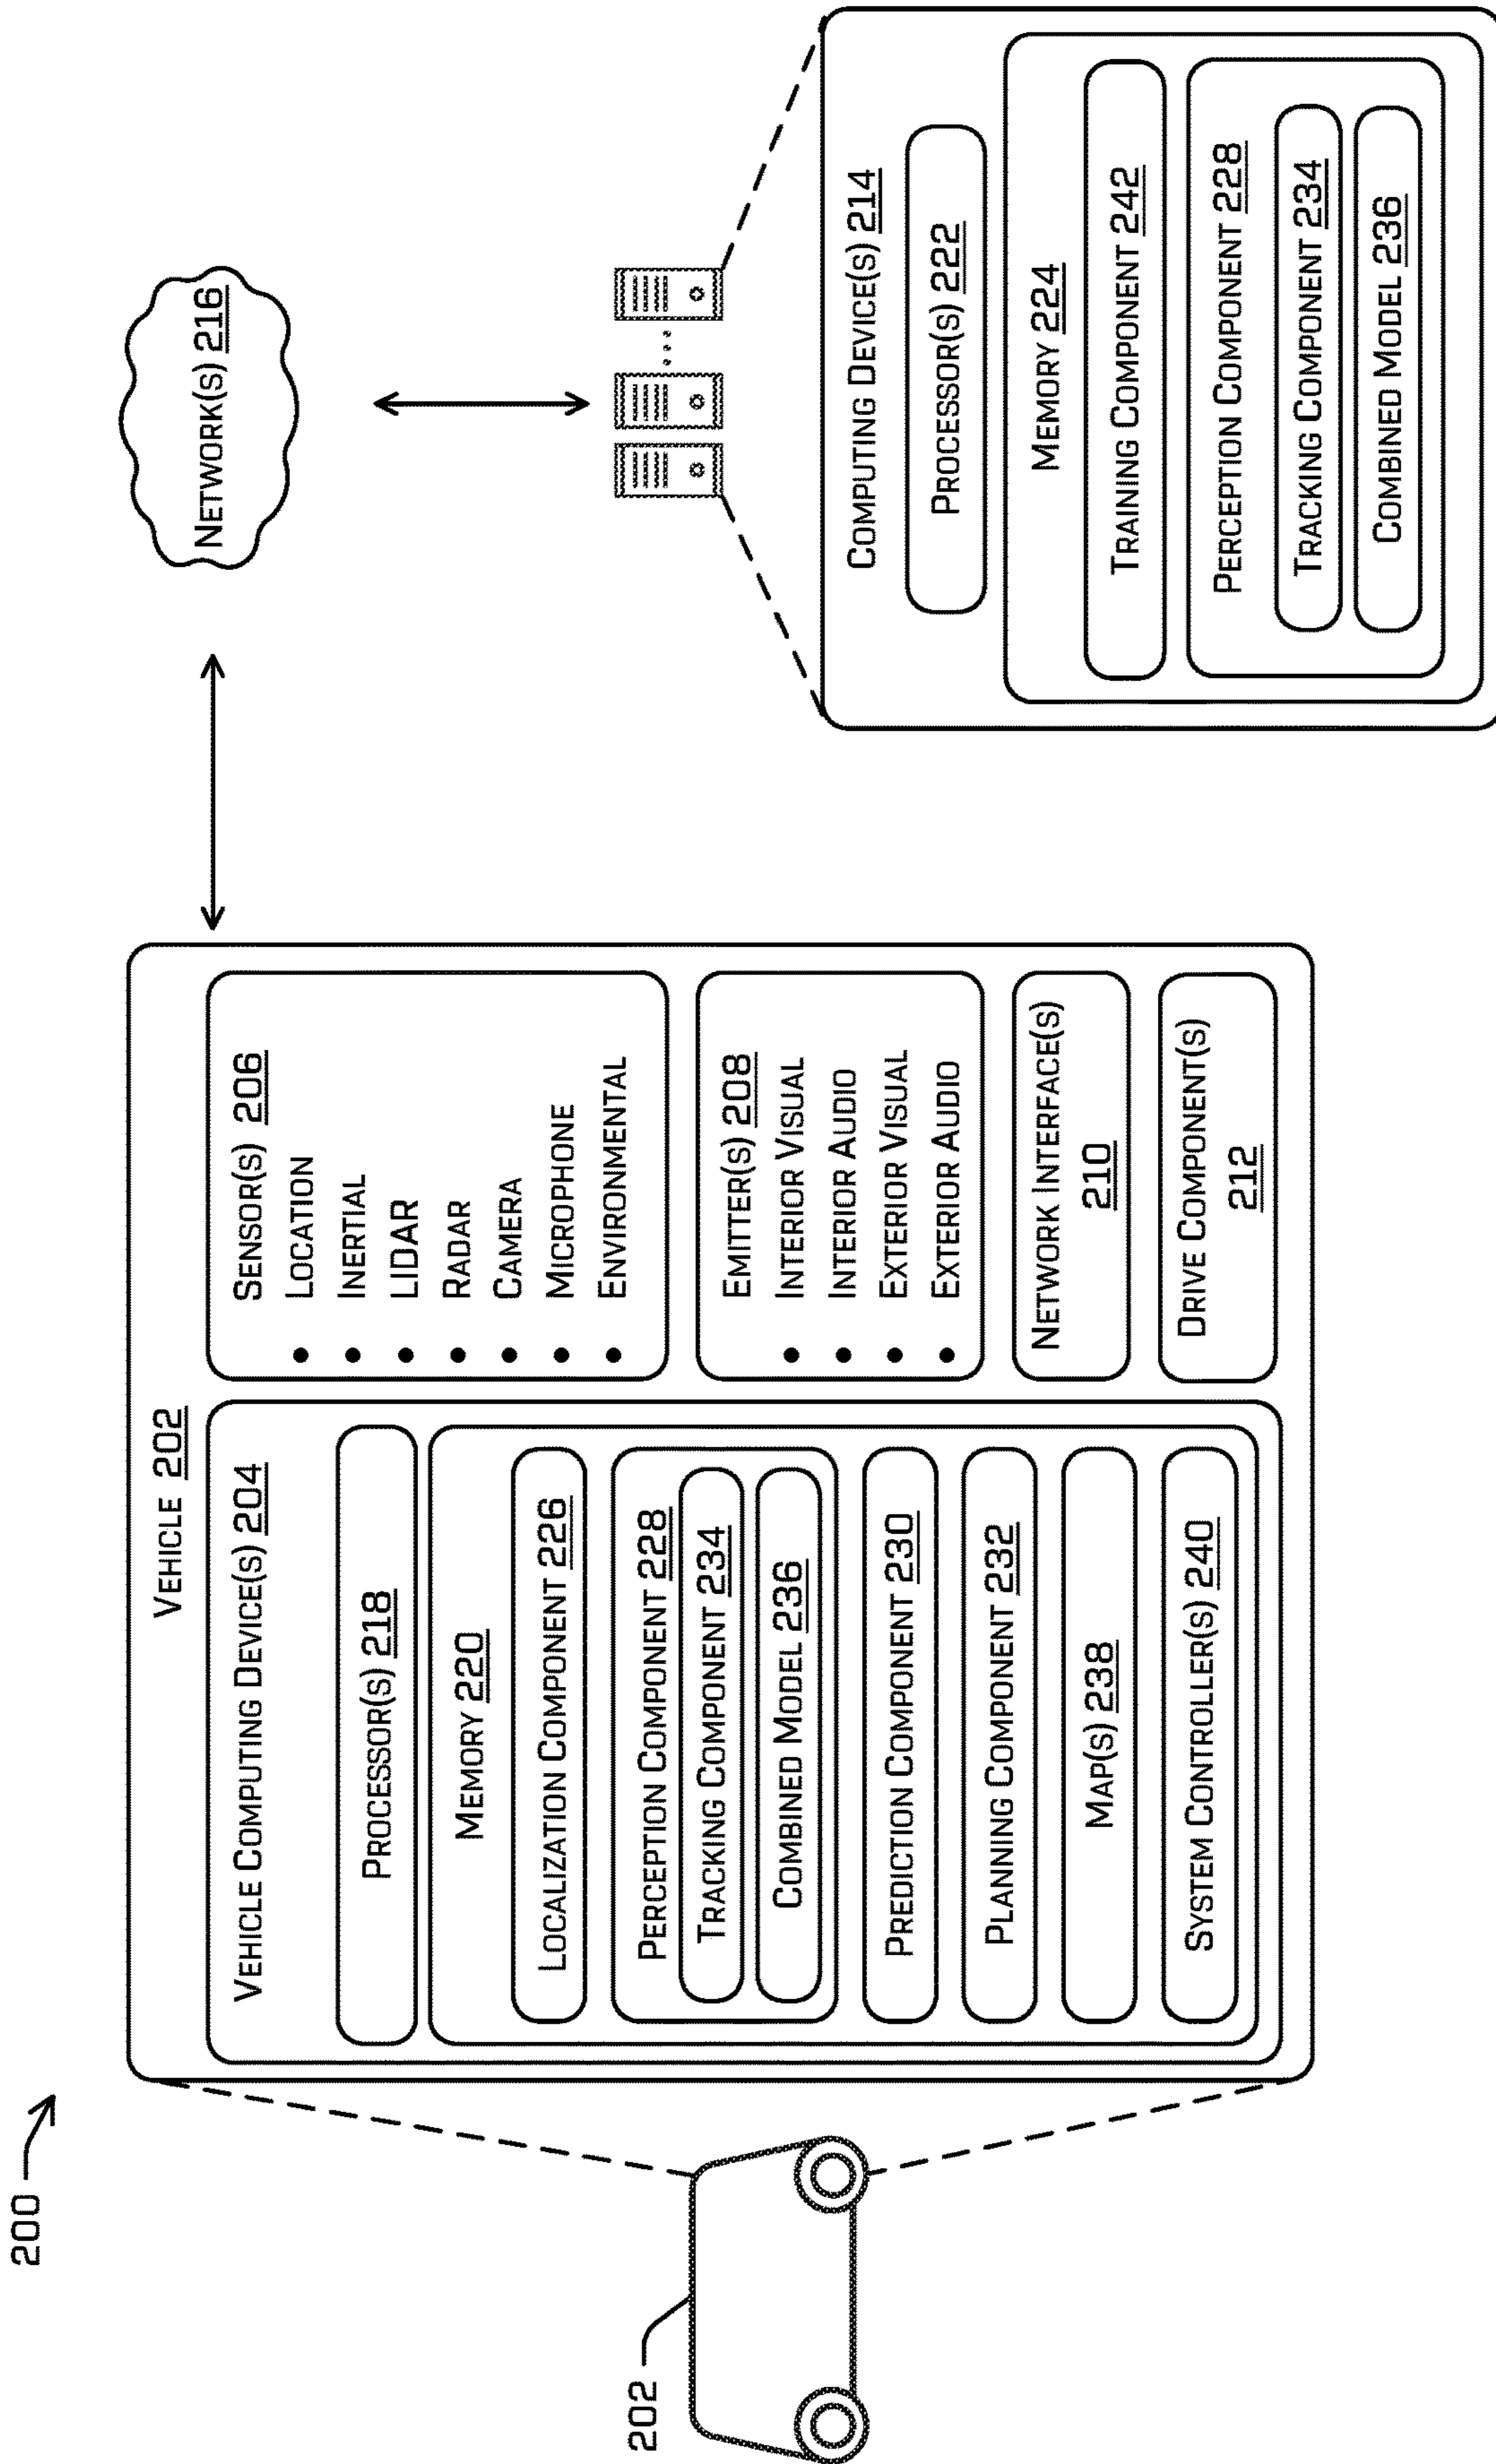 200
202
VEHICLE 202
VEHICLE COMPUTING DEVICE(S) 204
PROCESSOR(S) 218
MEMORY 220
LOCALIZATION COMPONENT 226
PERCEPTION COMPONENT 228
TRACKING COMPONENT 234
COMBINED MODEL 236
PREDICTION COMPONENT 230
PLANNING COMPONENT 232
MAP(S) 238
SYSTEM CONTROLLER(S) 240
SENSOR(S) 206
• LOCATION
• INERTIAL
• LIDAR
• RADAR
• CAMERA
• MICROPHONE
• ENVIRONMENTAL
EMITTER(S) 208
• INTERIOR VISUAL
• INTERIOR AUDIO
• EXTERIOR VISUAL
• EXTERIOR AUDIO
NETWORK INTERFACE(S)
210
DRIVE COMPONENT(S)
212
NETWORK(S) 216
COMPUTING DEVICE(S) 214
PROCESSOR(S) 222
MEMORY 224
TRAINING COMPONENT 242
PERCEPTION COMPONENT 228
TRACKING COMPONENT 234
COMBINED MODEL 236